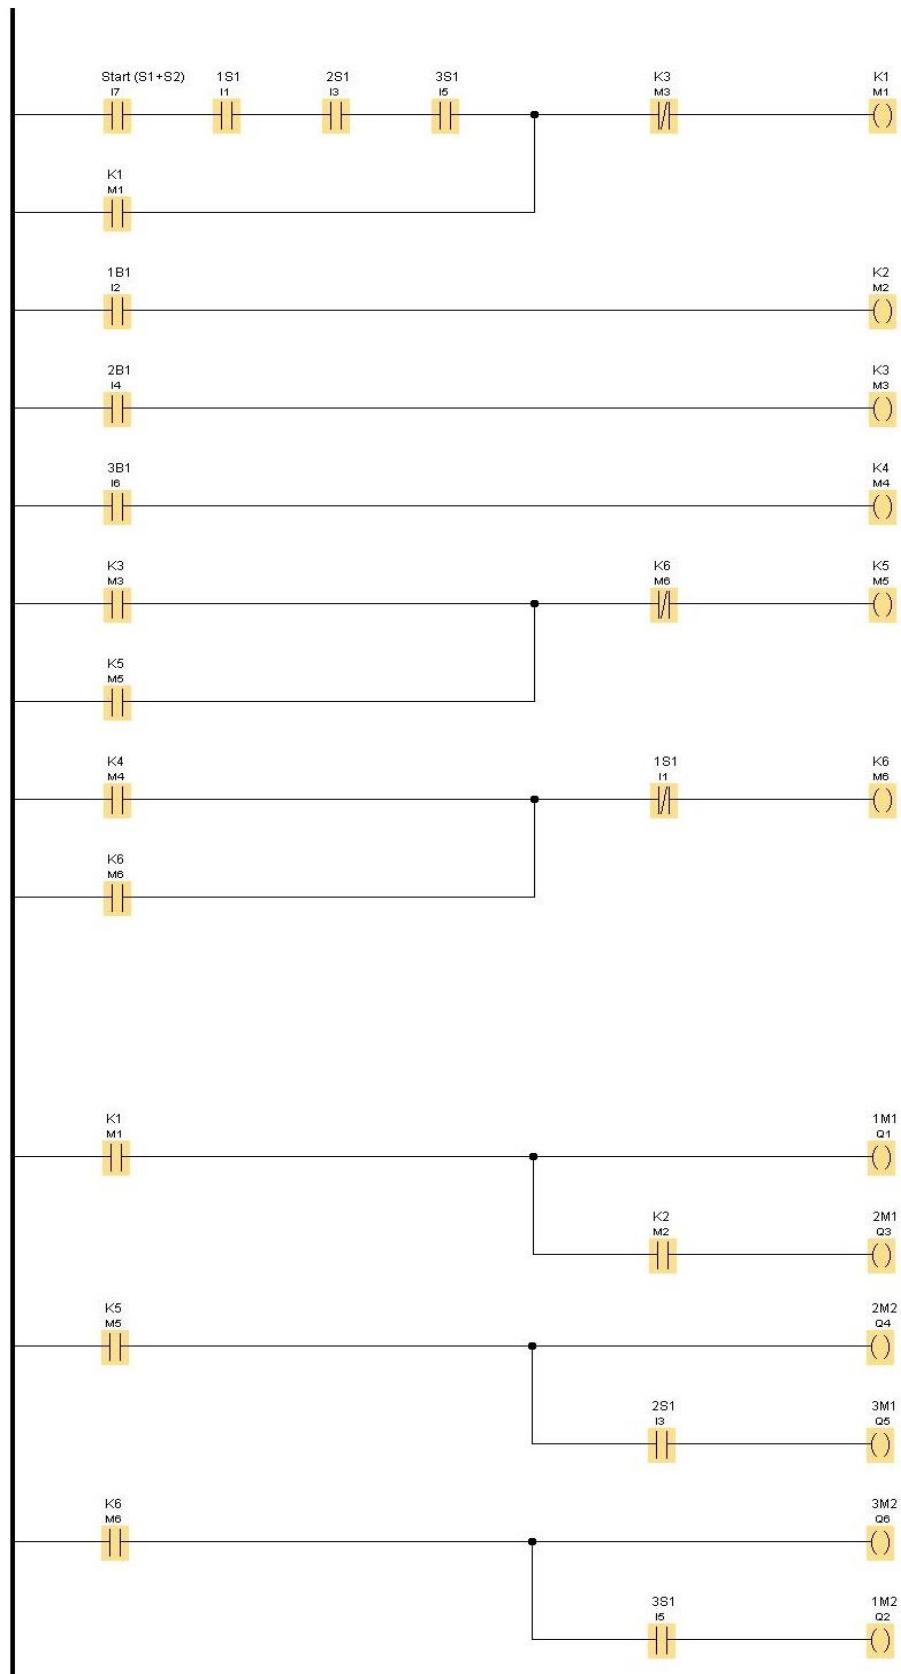 Start (S1+S2) 1S1 2S1 3S1 K3 K1
I7 I1 I3 I5 M3 M1
K1
M1
1B1 K2
I2 M2
2B1 K3
I4 M3
3B1 K4
I6 M4
K3 K6 K5
M3 M6 M5
K5
M5
K4 1S1 K6
M4 I1 M6
K6
M6
K1 1M1
M1 Q1
K2 2M1
M2 Q3
K5 2M2
M5 Q4
2S1 3M1
I3 Q5
K6 3M2
M6 Q6
3S1 1M2
I5 Q2